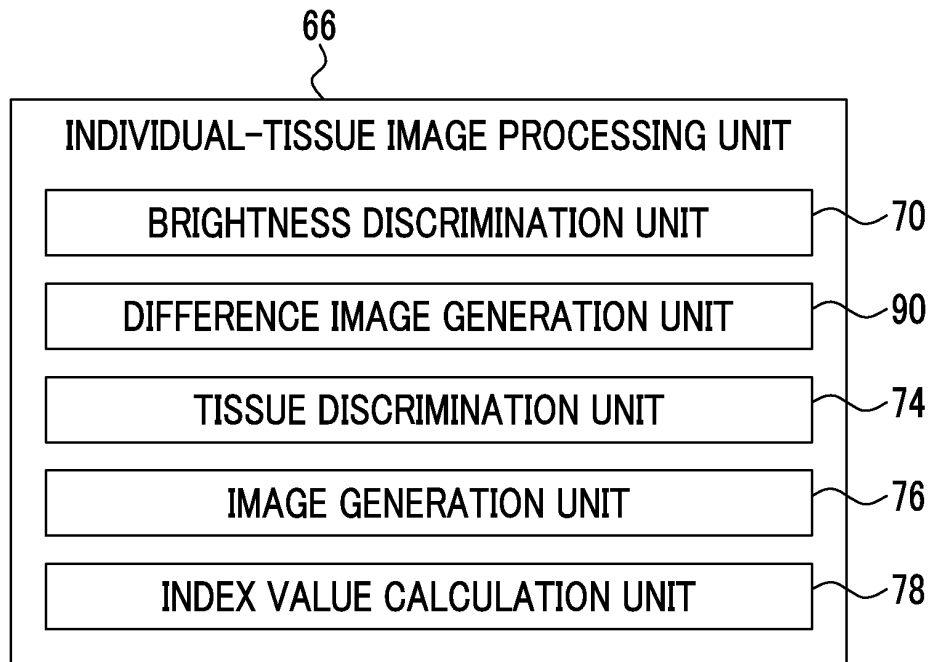 66
INDIVIDUAL-TISSUE IMAGE PROCESSING UNIT
BRIGHTNESS DISCRIMINATION UNIT 70
DIFFERENCE IMAGE GENERATION UNIT 90
TISSUE DISCRIMINATION UNIT 74
IMAGE GENERATION UNIT 76
INDEX VALUE CALCULATION UNIT 78